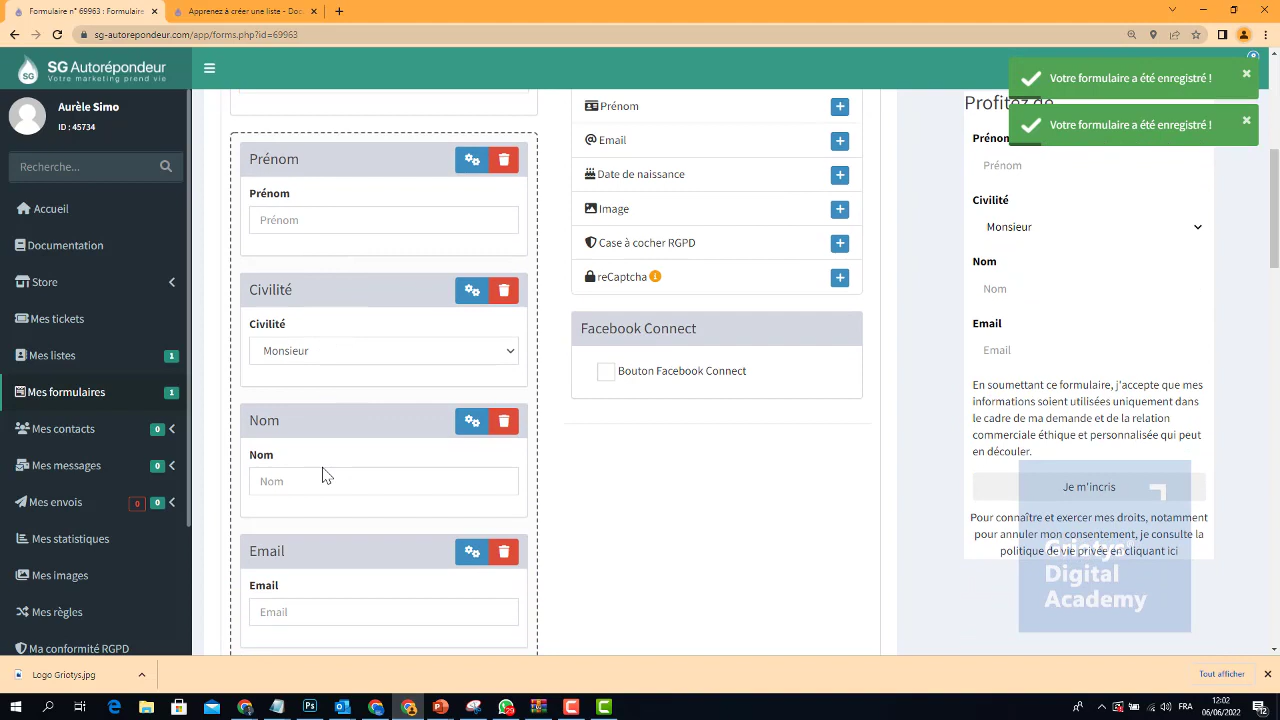 Formulaire n° 69963 : Formulaire
Apprenez à créer une liste - Doc
sg-autorepondeur.com/app/forms.php?id=69963
SG Autorépondeur
Votre marketing prend vie
SG
Aurèle Simo
ID : 45734
Recherche...
Accueil
Documentation
Store
Mes tickets
Mes listes
1
Mes formulaires
1
Mes contacts
0
Mes messages
0
Mes envois
0
0
Mes statistiques
Mes images
Mes règles
Ma conformité RGPD
Prénom
Prénom
Prénom
Civilité
Civilité
Monsieur
Nom
Nom
Nom
Email
Email
Email
Prénom
Email
Date de naissance
Image
Case à cocher RGPD
reCaptcha
Facebook Connect
Bouton Facebook Connect
Votre formulaire a été enregistré !
Votre formulaire a été enregistré !
Profitez de
Prénom
Prénom
Civilité
Monsieur
Nom
Nom
Email
Email
En soumettant ce formulaire, j'accepte que mes
informations soient utilisées uniquement dans
le cadre de ma demande et de la relation
commerciale éthique et personnalisée qui peut
en découler.
Je m'incris
Pour connaître et exercer mes droits, notamment
pour annuler mon consentement, je consulte la
politique de vie privée en cliquant ici
Griotys
Digital
Academy
Logo Griotys.jpg
Tout afficher
29
FRA
12:02
06/06/2022
12